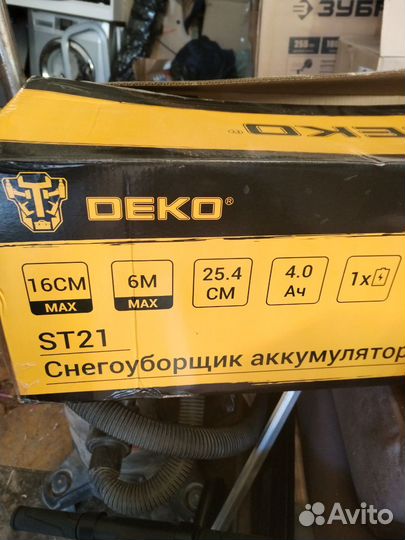 ЗУБР
DEKO®
DEKO®
16СМ
MAX
6М
MAX
25.4
СМ
4.0
Ач
1x
ST21
Снегоуборщик аккумулятор
Avito